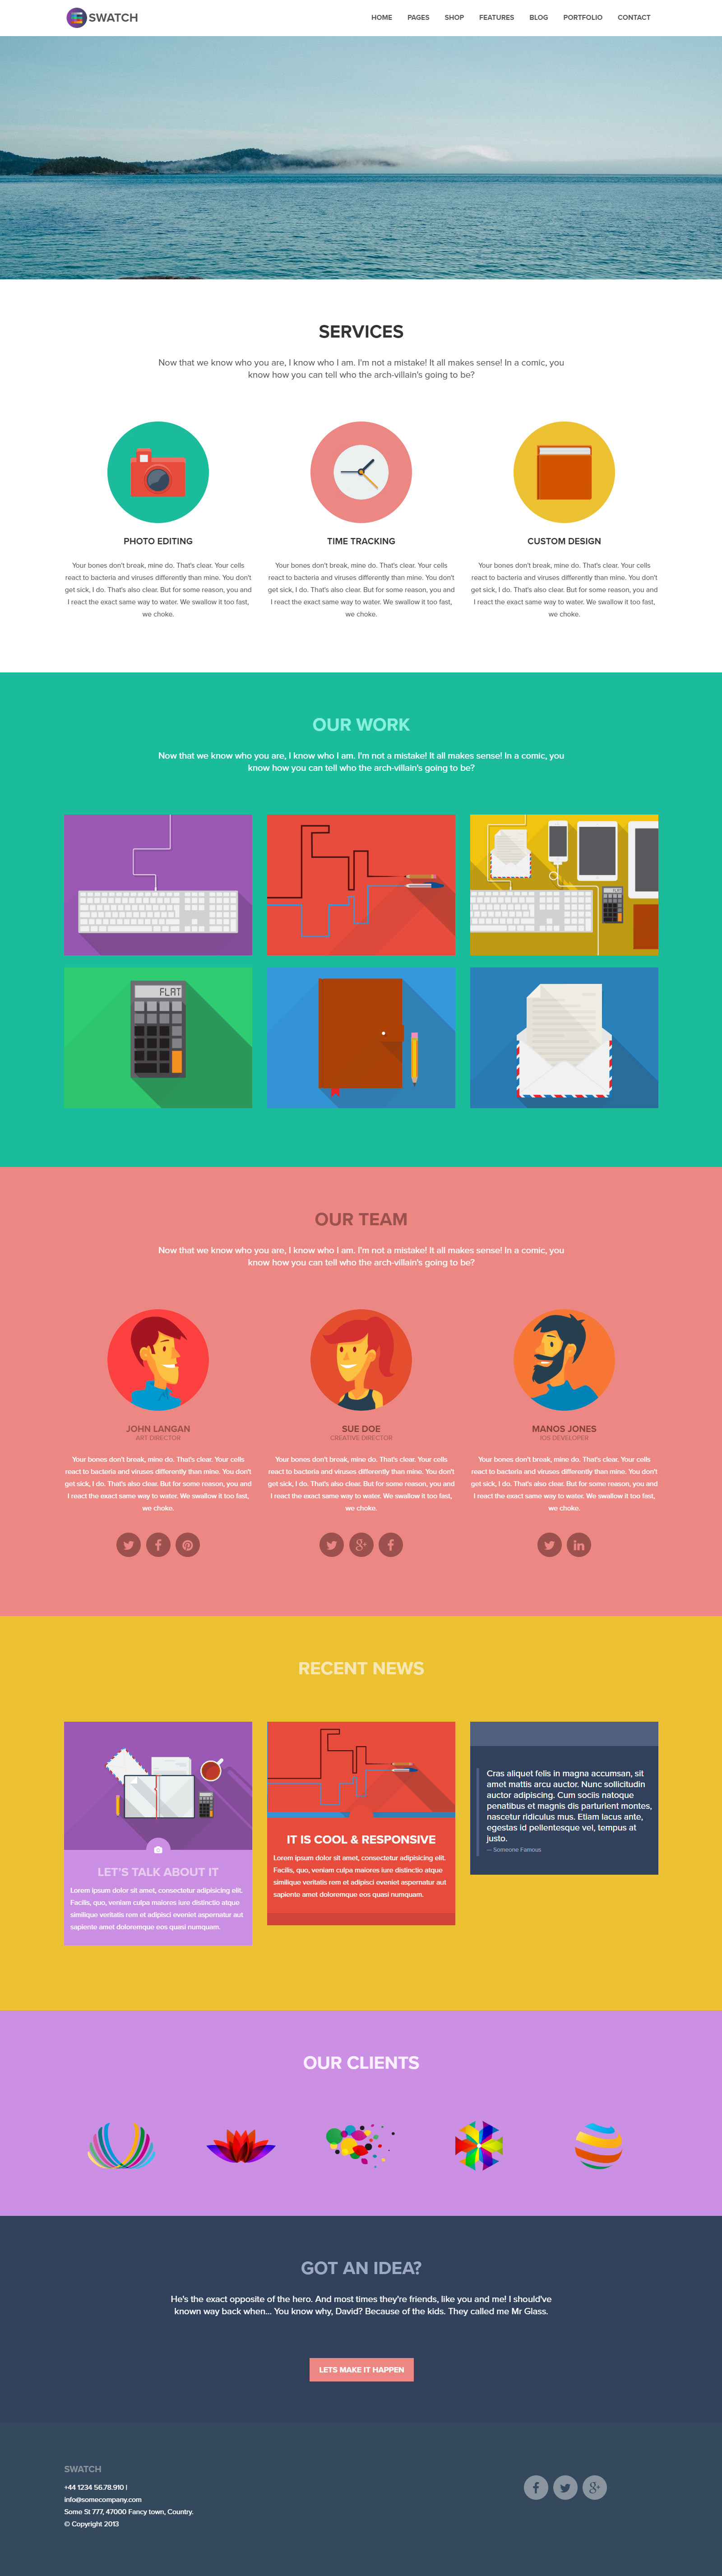 SWATCH
HOME PAGES SHOP FEATURES BLOG PORTFOLIO CONTACT
SERVICES
Now that we know who you are, I know who I am. I'm not a mistake! It all makes sense! In a comic, you
know how you can tell who the arch-villain's going to be?
PHOTO EDITING
Your bones don't break, mine do. That's clear. Your cells
react to bacteria and viruses differently than mine. You don't
get sick, I do. That's also clear. But for some reason, you and
I react the exact same way to water. We swallow it too fast,
we choke.
TIME TRACKING
Your bones don't break, mine do. That's clear. Your cells
react to bacteria and viruses differently than mine. You don't
get sick, I do. That's also clear. But for some reason, you and
I react the exact same way to water. We swallow it too fast,
we choke.
CUSTOM DESIGN
Your bones don't break, mine do. That's clear. Your cells
react to bacteria and viruses differently than mine. You don't
get sick, I do. That's also clear. But for some reason, you and
I react the exact same way to water. We swallow it too fast,
we choke.
OUR WORK
Now that we know who you are, I know who I am. I'm not a mistake! It all makes sense! In a comic, you
know how you can tell who the arch-villain's going to be?
FLAT
OUR TEAM
Now that we know who you are, I know who I am. I'm not a mistake! It all makes sense! In a comic, you
know how you can tell who the arch-villain's going to be?
JOHN LANGAN
ART DIRECTOR
Your bones don't break, mine do. That's clear. Your cells
react to bacteria and viruses differently than mine. You don't
get sick, I do. That's also clear. But for some reason, you and
I react the exact same way to water. We swallow it too fast,
we choke.
SUE DOE
CREATIVE DIRECTOR
Your bones don't break, mine do. That's clear. Your cells
react to bacteria and viruses differently than mine. You don't
get sick, I do. That's also clear. But for some reason, you and
I react the exact same way to water. We swallow it too fast,
we choke.
MANOS JONES
IOS DEVELOPER
Your bones don't break, mine do. That's clear. Your cells
react to bacteria and viruses differently than mine. You don't
get sick, I do. That's also clear. But for some reason, you and
I react the exact same way to water. We swallow it too fast,
we choke.
RECENT NEWS
LET'S TALK ABOUT IT
Lorem ipsum dolor sit amet, consectetur adipisicing elit.
Facilis, quo, veniam culpa maiores iure distinctio atque
similique veritatis rem et adipisci eveniet aspernatur aut
sapiente amet doloremque eos quasi numquam.
IT IS COOL & RESPONSIVE
Lorem ipsum dolor sit amet, consectetur adipisicing elit.
Facilis, quo, veniam culpa maiores iure distinctio atque
similique veritatis rem et adipisci eveniet aspernatur aut
sapiente amet doloremque eos quasi numquam.
Cras aliquet felis in magna accumsan, sit
amet mattis arcu auctor. Nunc sollicitudin
auctor adipiscing. Cum sociis natoque
penatibus et magnis dis parturient montes,
nascetur ridiculus mus. Etiam lacus ante,
egestas id pellentesque vel, tempus at
justo.
— Someone Famous
OUR CLIENTS
GOT AN IDEA?
He's the exact opposite of the hero. And most times they're friends, like you and me! I should've
known way back when... You know why, David? Because of the kids. They called me Mr Glass.
LETS MAKE IT HAPPEN
SWATCH
+44 1234 56.78.910 |
info@somecompany.com
Some St 777, 47000 Fancy town, Country.
© Copyright 2013